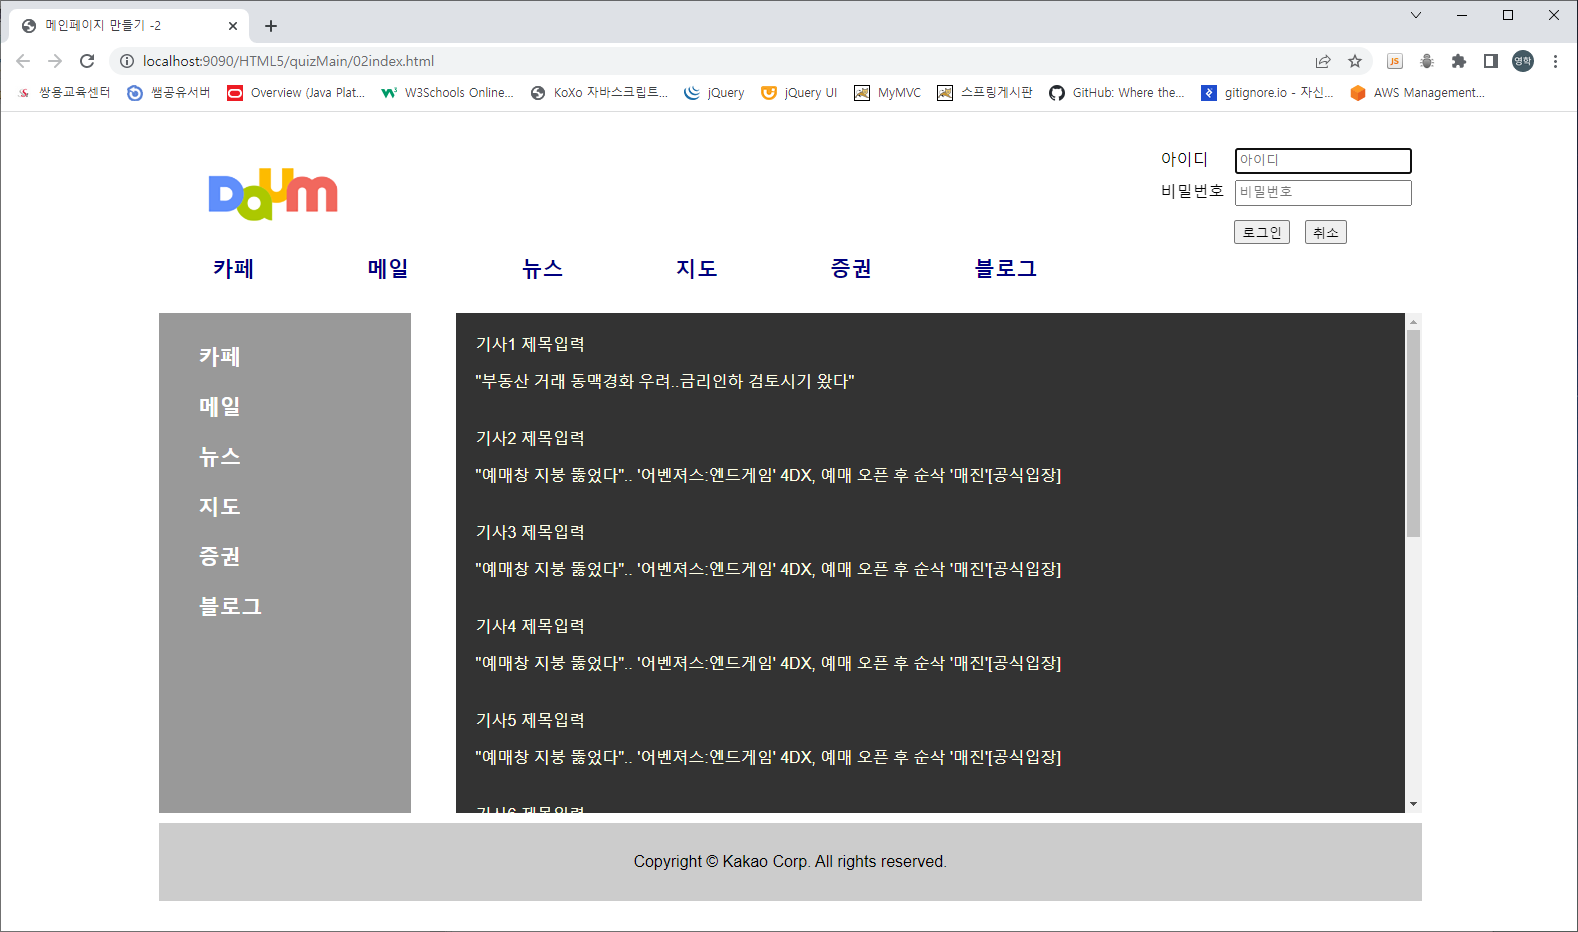 메인페이지 만들기 -2
localhost:9090/HTML5/quizMain/02index.html
JS
영학
쌍용교육센터
쌤공유서버
Overview (Java Plat...
W3Schools Online...
KoXo 자바스크립트...
jQuery
jQuery UI
MyMVC
스프링게시판
GitHub: Where the...
gitignore.io - 자신...
AWS Management...
Daum
아이디
아이디
비밀번호
비밀번호
로그인
취소
카페 메일 뉴스 지도 증권 블로그
카페
메일
뉴스
지도
증권
블로그
기사1 제목입력
"부동산 거래 동맥경화 우려..금리인하 검토시기 왔다"
기사2 제목입력
"예매창 지붕 뚫었다".. '어벤져스:엔드게임' 4DX, 예매 오픈 후 순삭 '매진'[공식입장]
기사3 제목입력
"예매창 지붕 뚫었다".. '어벤져스:엔드게임' 4DX, 예매 오픈 후 순삭 '매진'[공식입장]
기사4 제목입력
"예매창 지붕 뚫었다".. '어벤져스:엔드게임' 4DX, 예매 오픈 후 순삭 '매진'[공식입장]
기사5 제목입력
"예매창 지붕 뚫었다".. '어벤져스:엔드게임' 4DX, 예매 오픈 후 순삭 '매진'[공식입장]
기사6 제목입력
Copyright © Kakao Corp. All rights reserved.